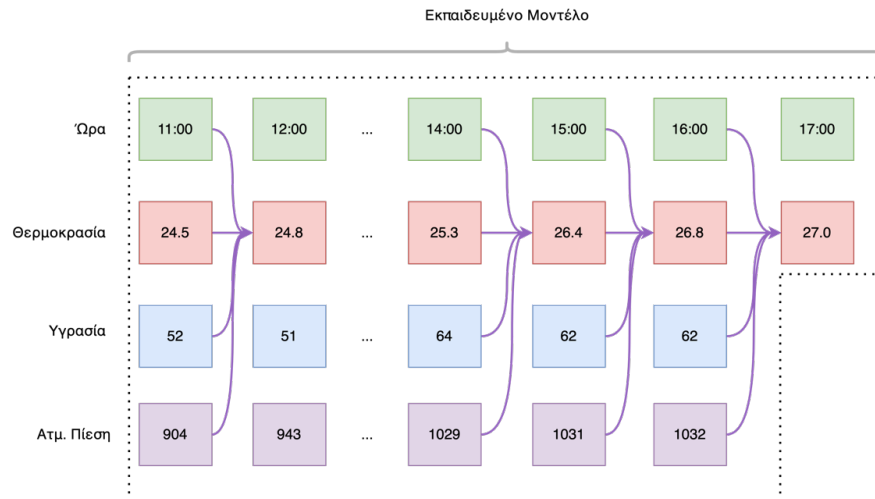 Εκπαιδευμένο Μοντέλο
Ώρα 11:00 12:00 ... 14:00 15:00 16:00 17:00
Θερμοκρασία 24.5 24.8 ... 25.3 26.4 26.8 27.0
Υγρασία 52 51 ... 64 62 62
Ατμ. Πίεση 904 943 ... 1029 1031 1032